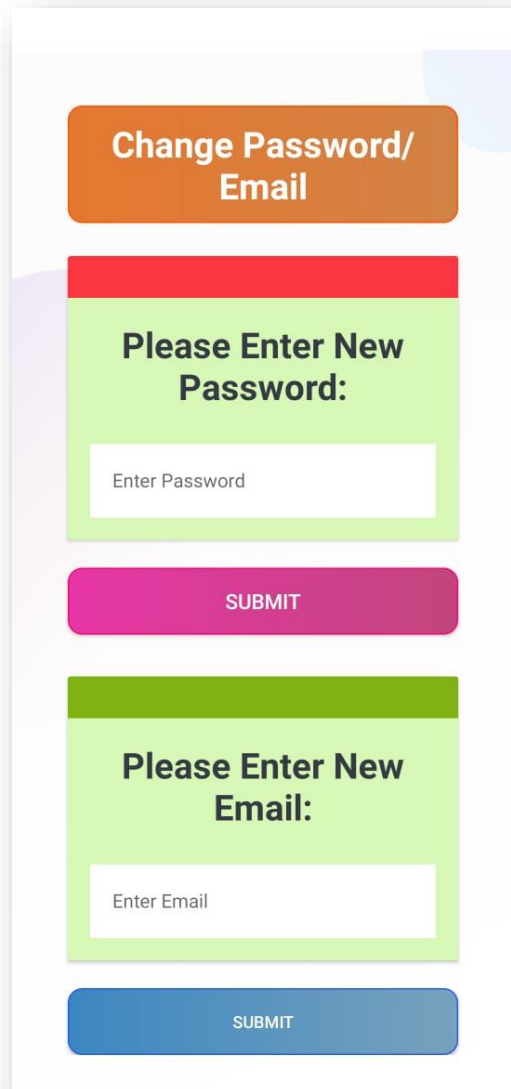 Change Password/
Email
Please Enter New
Password:
Enter Password
SUBMIT
Please Enter New
Email:
Enter Email
SUBMIT